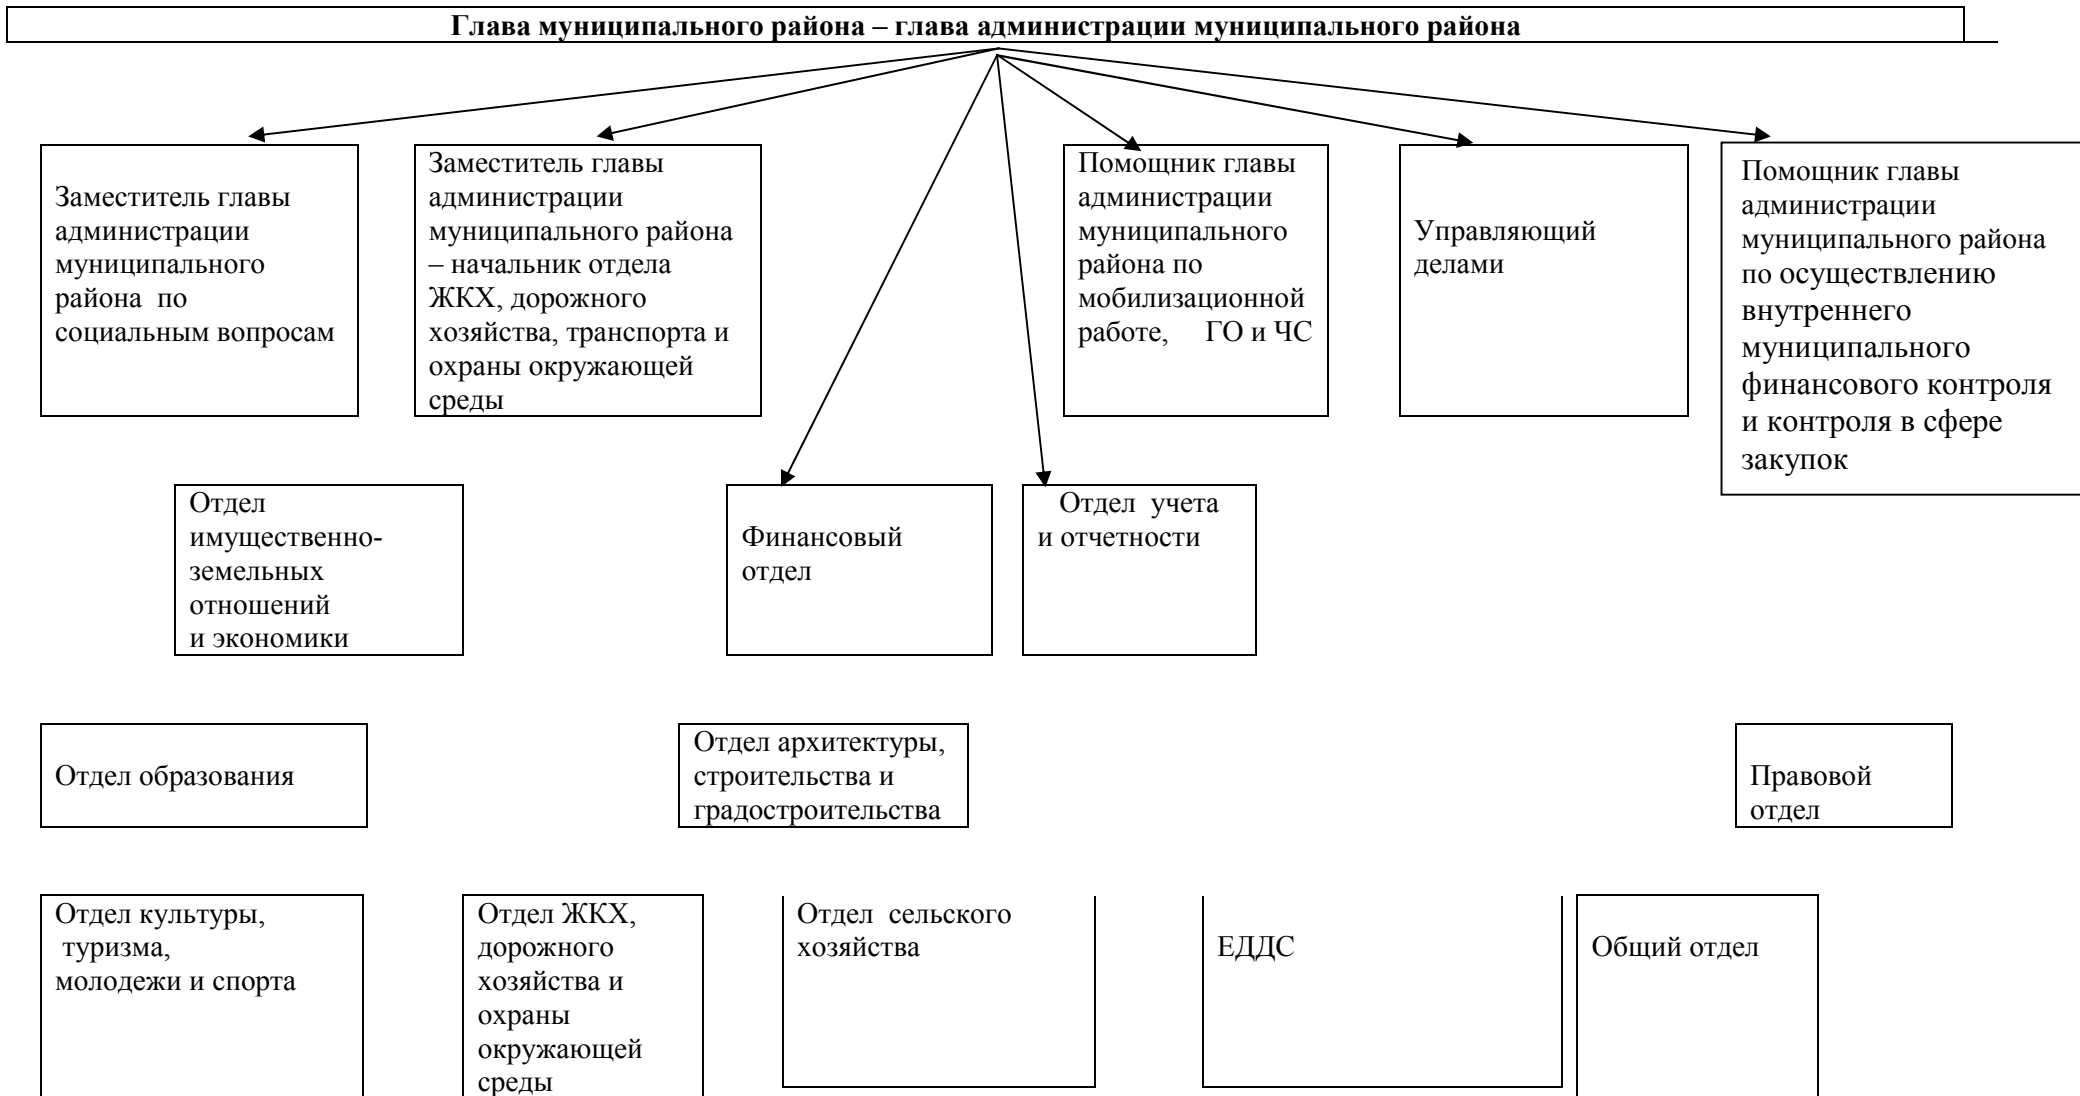 Глава муниципального района – глава администрации муниципального района
Заместитель главы
администрации
муниципального
района по
социальным вопросам
Заместитель главы
администрации
муниципального района
– начальник отдела
ЖКХ, дорожного
хозяйства, транспорта и
охраны окружающей
среды
Помощник главы
администрации
муниципального
района по
мобилизационной
работе, ГО и ЧС
Управляющий
делами
Помощник главы
администрации
муниципального района
по осуществлению
внутреннего
муниципального
финансового контроля
и контроля в сфере
закупок
Отдел
имущественно-
земельных
отношений
и экономики
Финансовый
отдел
Отдел учета
и отчетности
Отдел образования
Отдел архитектуры,
строительства и
градостроительства
Правовой
отдел
Отдел культуры,
туризма,
молодежи и спорта
Отдел ЖКХ,
дорожного
хозяйства и
охраны
окружающей
среды
Отдел сельского
хозяйства
ЕДДС
Общий отдел